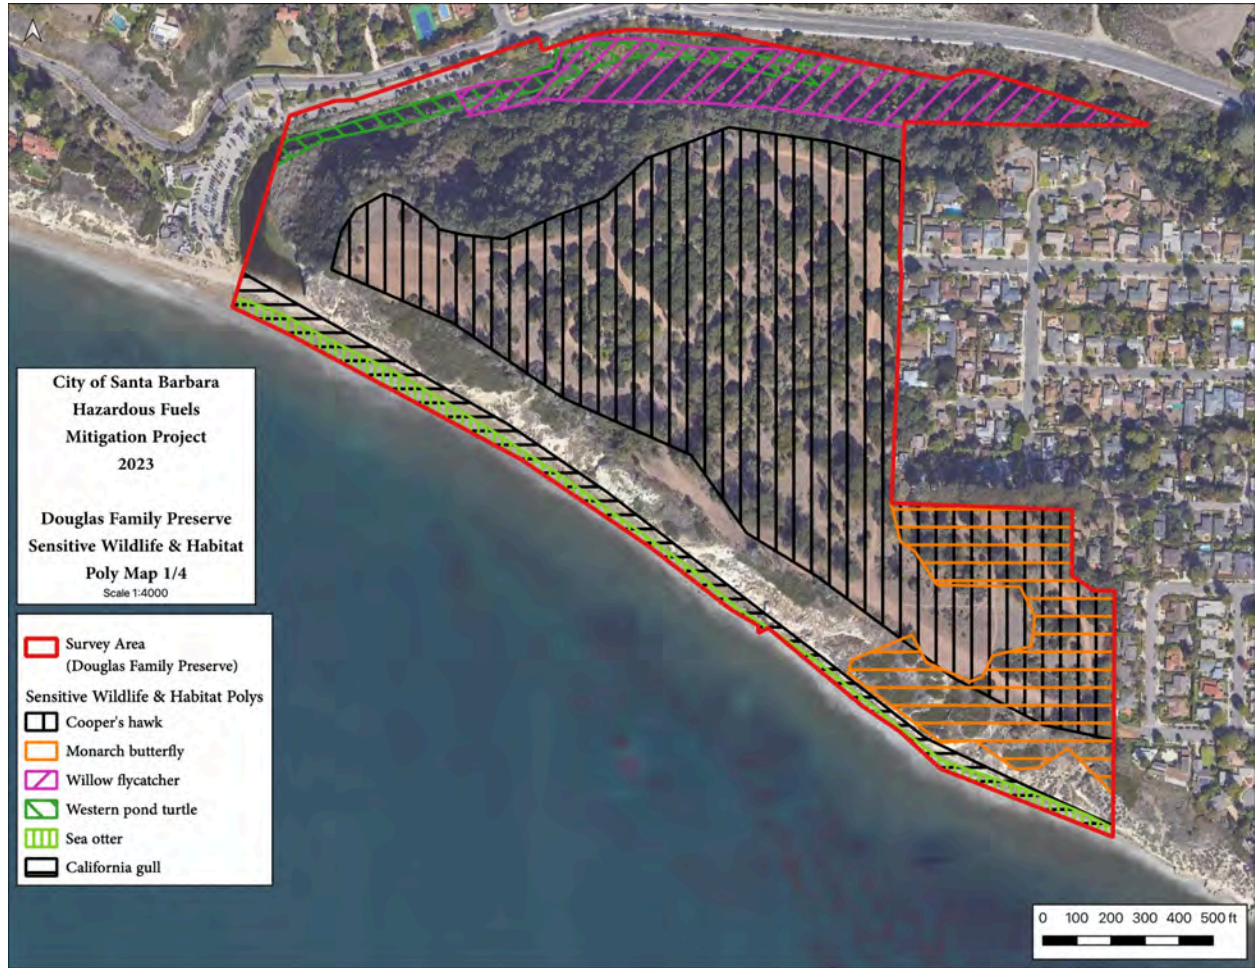 City of Santa Barbara
Hazardous Fuels
Mitigation Project
2023
Douglas Family Preserve
Sensitive Wildlife & Habitat
Poly Map 1/4
Scale 1:4000
Survey Area
(Douglas Family Preserve)
Sensitive Wildlife & Habitat Polys
Cooper's hawk
Monarch butterfly
Willow flycatcher
Western pond turtle
Sea otter
California gull
0 100 200 300 400 500 ft